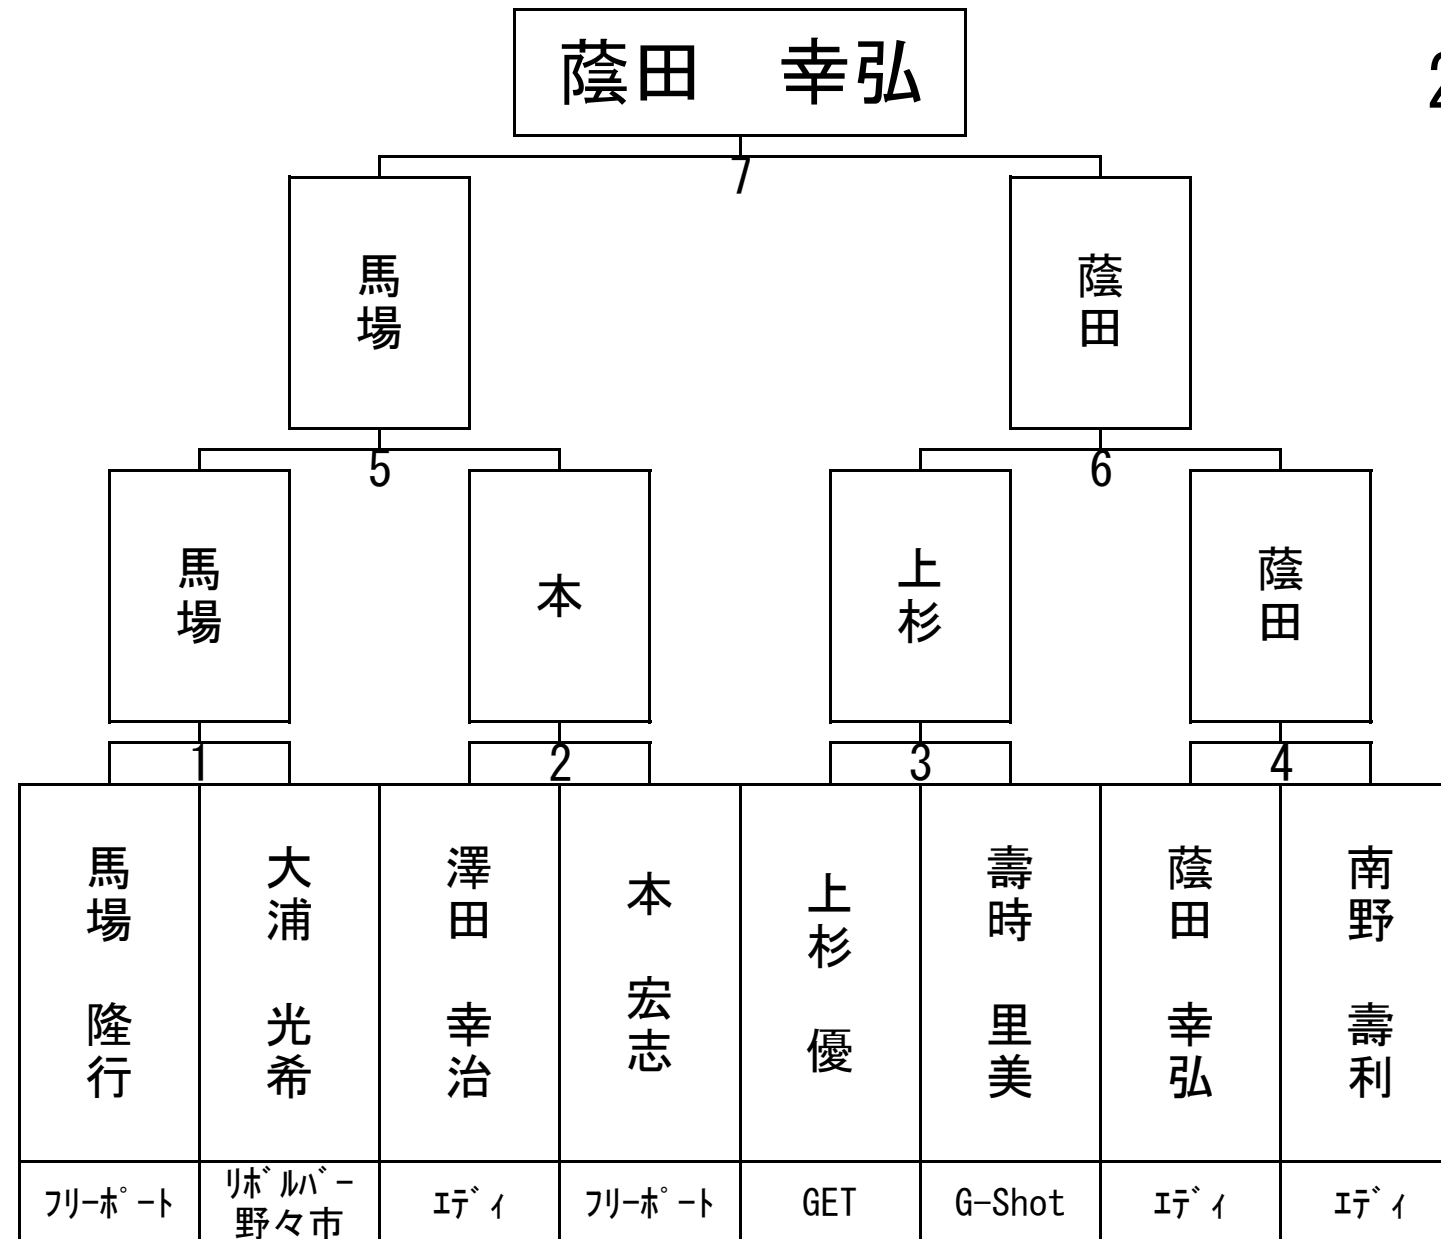 蔭田　幸弘
2
7
馬場
蔭田
5
6
馬場
本
上杉
蔭田
1
2
3
4
馬場　隆行
大浦　光希
澤田　幸治
本　宏志
上杉　優
壽時　里美
蔭田　幸弘
南野　壽利
ﾌﾘｰﾎﾟｰﾄ
ﾘﾎﾞﾙﾊﾞｰ
野々市
ｴﾃﾞｨ
ﾌﾘｰﾎﾟｰﾄ
GET
G-Shot
ｴﾃﾞｨ
ｴﾃﾞｨ